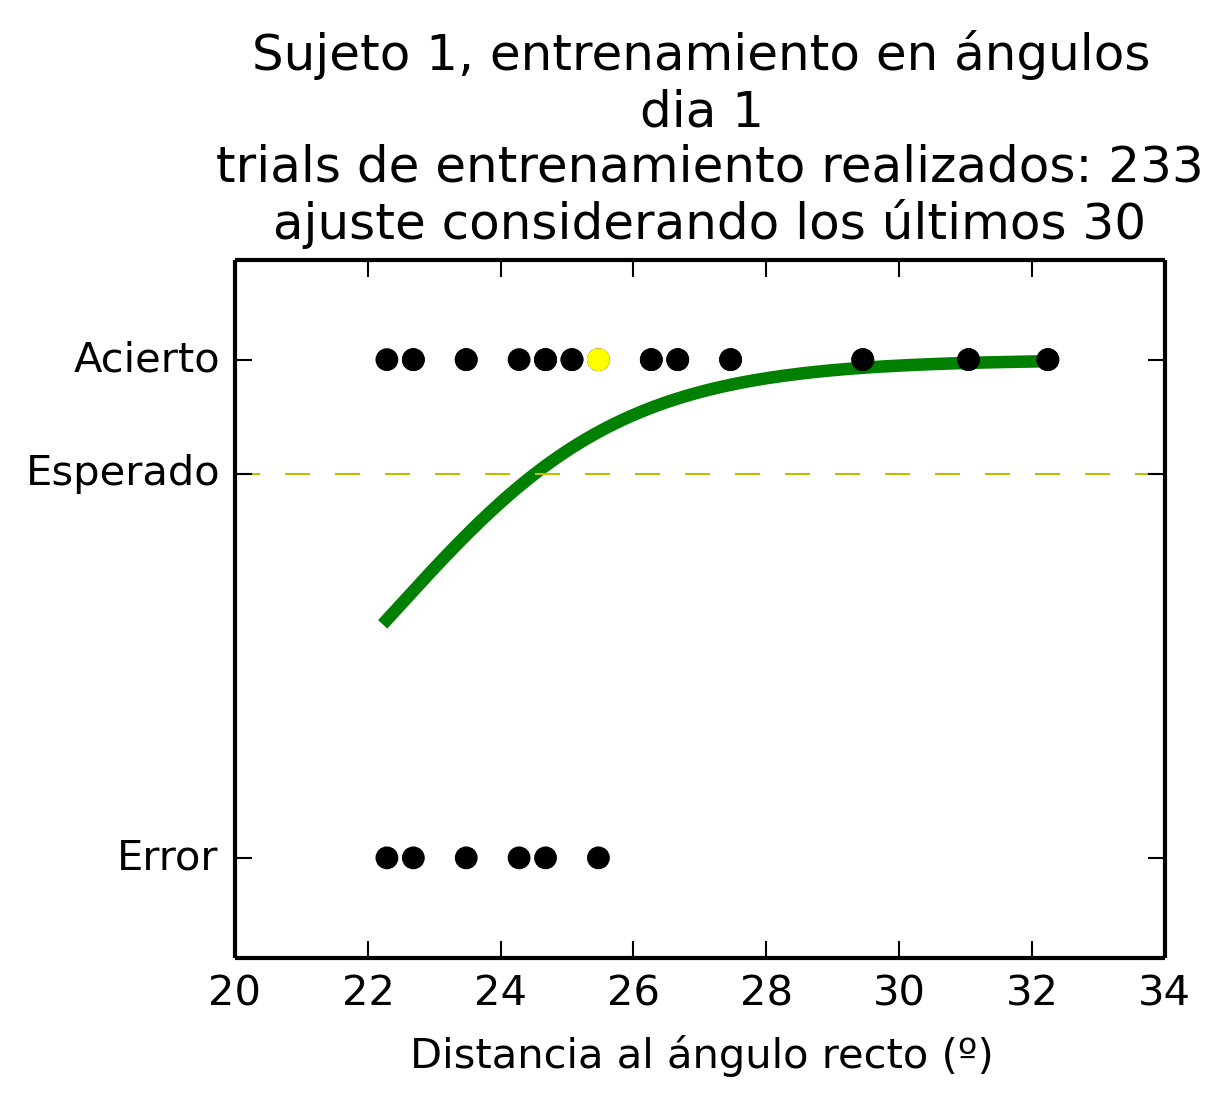 Sujeto 1, entrenamiento en ángulos
dia 1
trials de entrenamiento realizados: 233
ajuste considerando los últimos 30
Acierto
Esperado
Error
20 22 24 26 28 30 32 34
Distancia al ángulo recto (º)